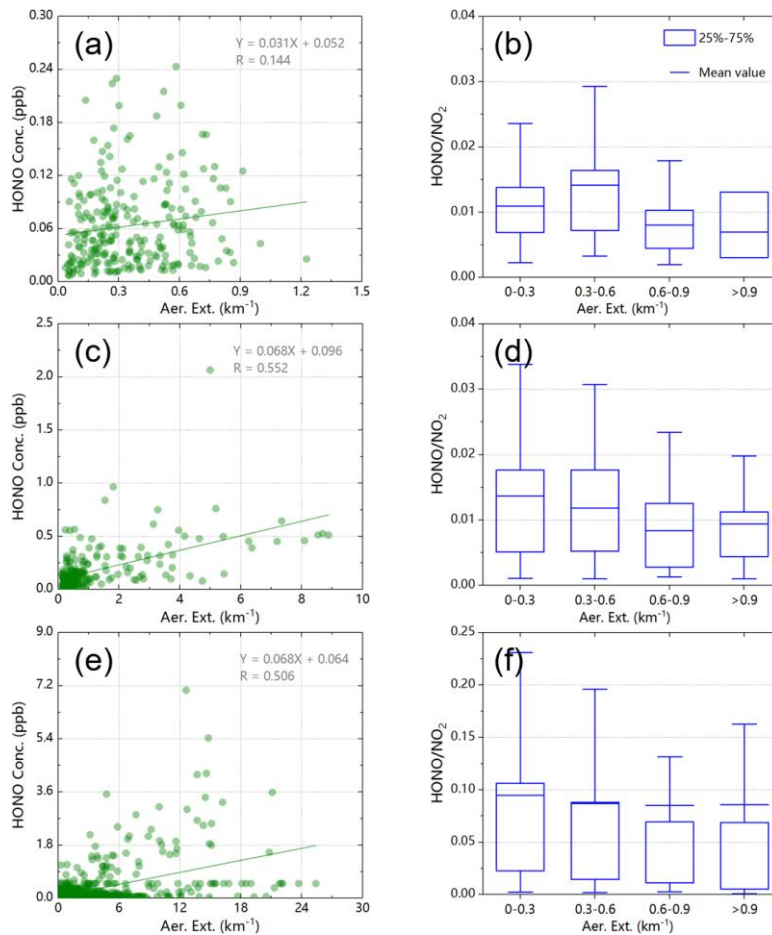 (a)
Y = 0.031X + 0.052
R = 0.144
HONO Conc. (ppb)
0.30
0.24
0.18
0.12
0.06
0.00
0.0 0.3 0.6 0.9 1.2 1.5
Aer. Ext. (km-1)
(b)
25%-75%
Mean value
HONO/NO2
0.04
0.03
0.02
0.01
0.00
0-0.3 0.3-0.6 0.6-0.9 >0.9
Aer. Ext. (km-1)
(c)
Y = 0.068X + 0.096
R = 0.552
HONO Conc. (ppb)
2.5
2.0
1.5
1.0
0.5
0.0
0 2 4 6 8 10
Aer. Ext. (km-1)
(d)
HONO/NO2
0.04
0.03
0.02
0.01
0.00
0-0.3 0.3-0.6 0.6-0.9 >0.9
Aer. Ext. (km-1)
(e)
Y = 0.068X + 0.064
R = 0.506
HONO Conc. (ppb)
9.0
7.2
5.4
3.6
1.8
0.0
0 6 12 18 24 30
Aer. Ext. (km-1)
(f)
HONO/NO2
0.25
0.20
0.15
0.10
0.05
0.00
0-0.3 0.3-0.6 0.6-0.9 >0.9
Aer. Ext. (km-1)